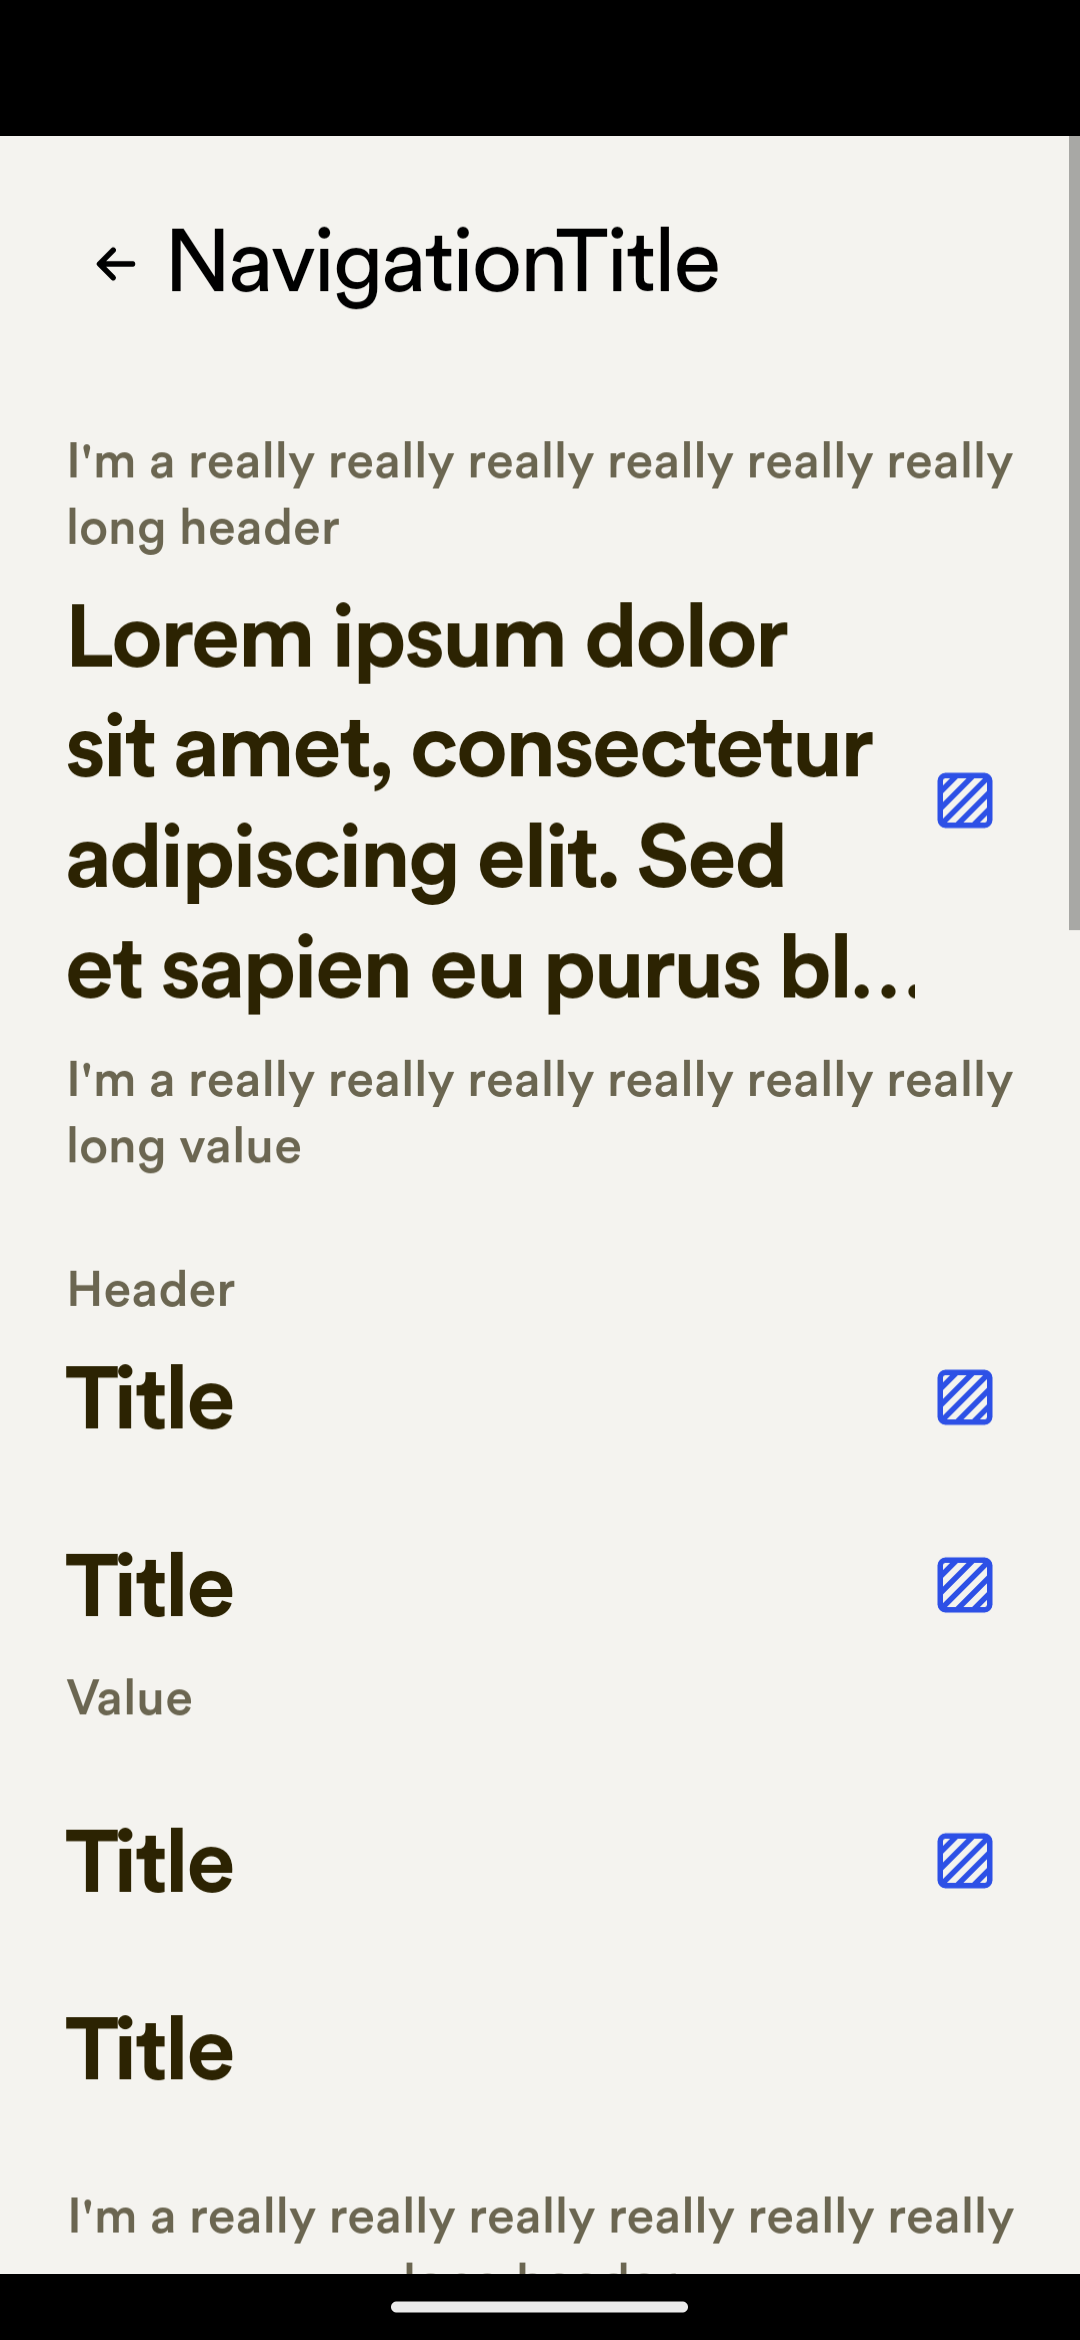 NavigationTitle
I'm a really really really really really really
long header
Lorem ipsum dolor
sit amet, consectetur
adipiscing elit. Sed
et sapien eu purus bl…
I'm a really really really really really really
long value
Header
Title
Title
Value
Title
Title
I'm a really really really really really really
long header